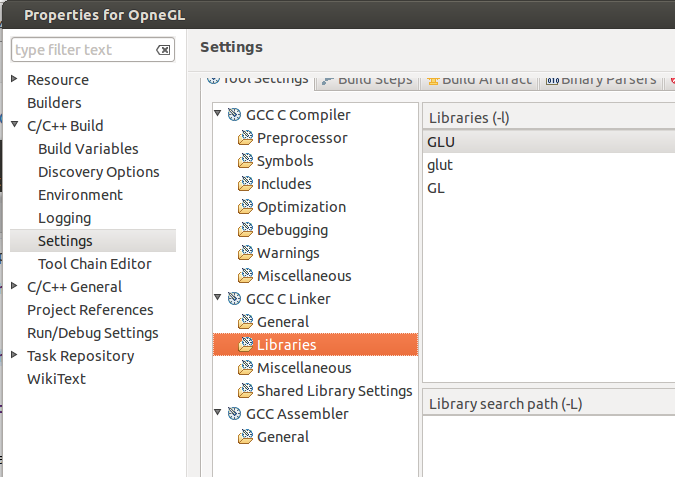 Properties for OpneGL
type filter text
Resource
Builders
C/C++ Build
Build Variables
Discovery Options
Environment
Logging
Settings
Tool Chain Editor
C/C++ General
Project References
Run/Debug Settings
Task Repository
WikiText
Settings
Tool Settings
Build Steps
Build Artifact
Binary Parsers
GCC C Compiler
Preprocessor
Symbols
Includes
Optimization
Debugging
Warnings
Miscellaneous
GCC C Linker
General
Libraries
Miscellaneous
Shared Library Settings
GCC Assembler
General
Libraries (-l)
GLU
glut
GL
Library search path (-L)